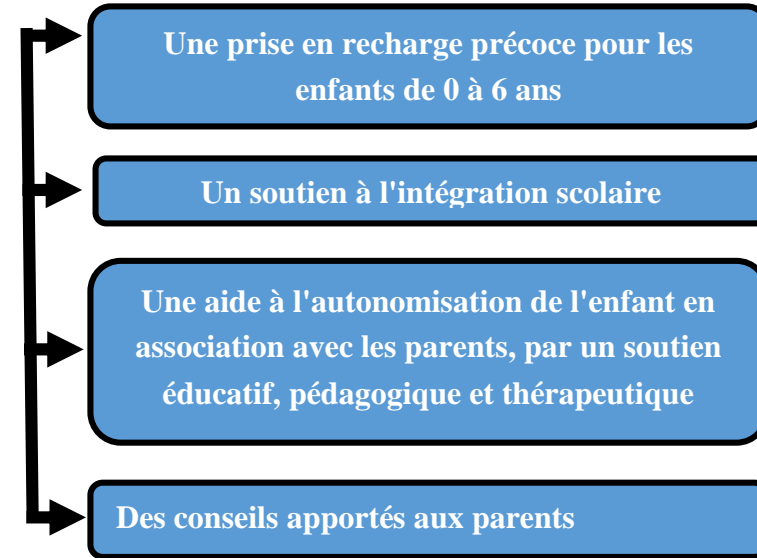 Une prise en recharge précoce pour les
enfants de 0 à 6 ans
Un soutien à l'intégration scolaire
Une aide à l'autonomisation de l'enfant en
association avec les parents, par un soutien
éducatif, pédagogique et thérapeutique
Des conseils apportés aux parents